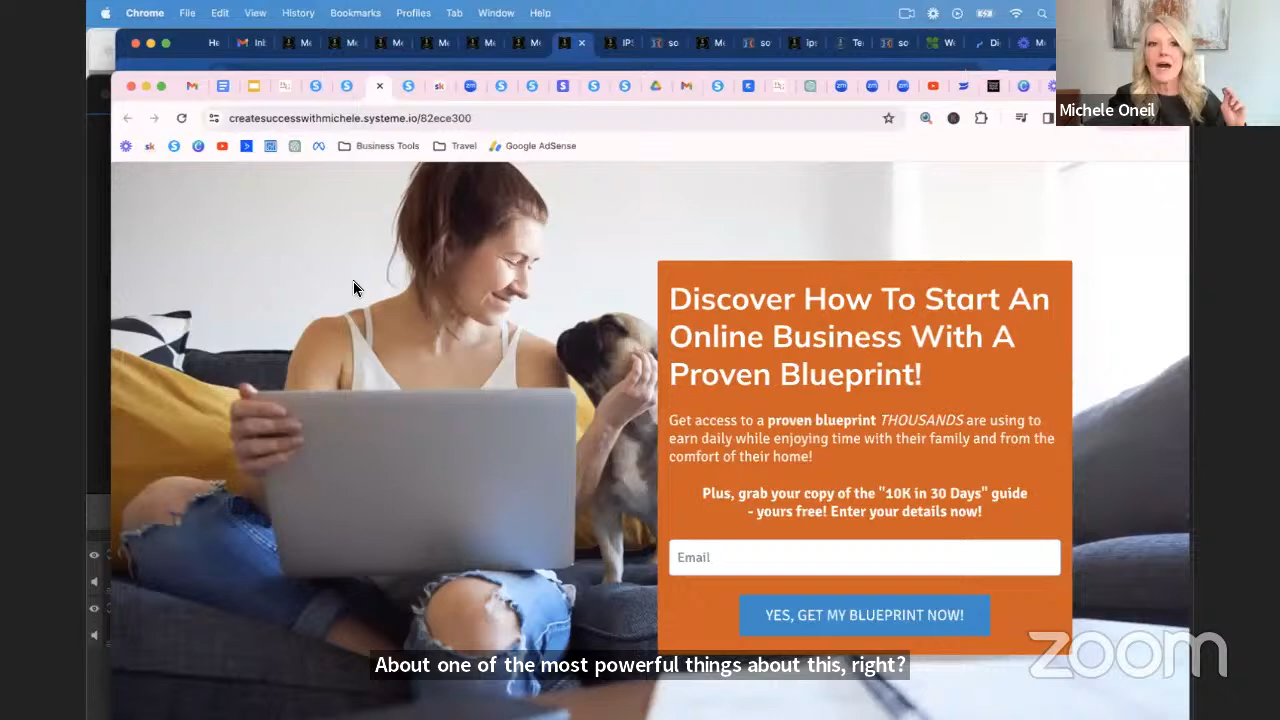 Chrome File Edit View History Bookmarks Profiles Tab Window Help
Michele Oneil
createsuccesswithmichele.systeme.io/82ece300
Business Tools Travel Google AdSense
Discover How To Start An
Online Business With A
Proven Blueprint!
Get access to a proven blueprint THOUSANDS are using to
earn daily while enjoying time with their family and from the
comfort of their home!
Plus, grab your copy of the "10K in 30 Days" guide
- yours free! Enter your details now!
Email
YES, GET MY BLUEPRINT NOW!
About one of the most powerful things about this, right?
zoom